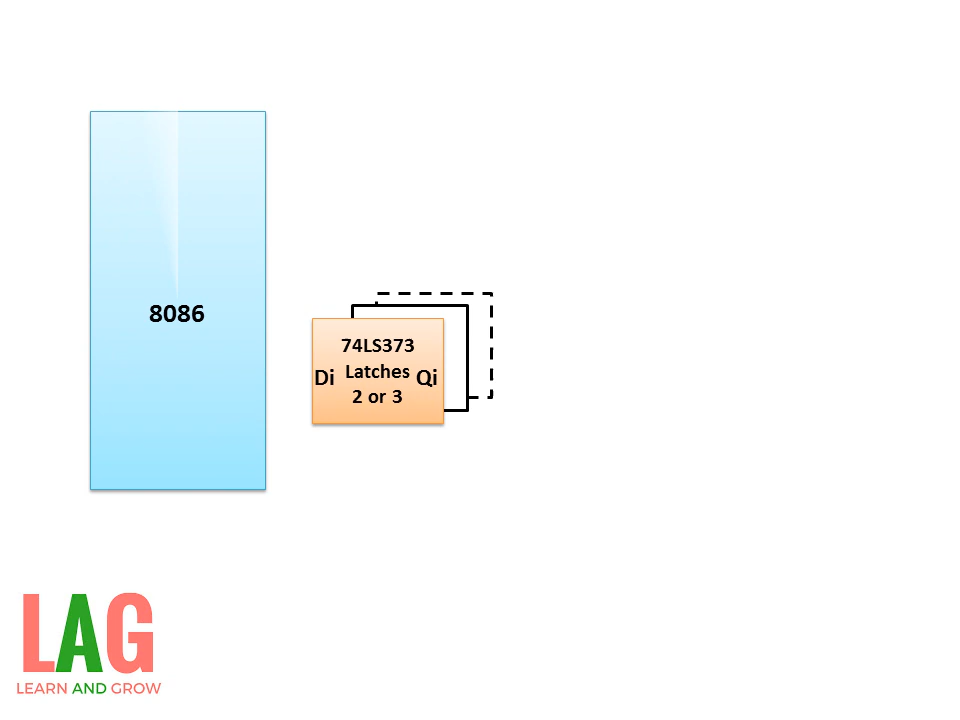 8086
74LS373
Di Latches Qi
2 or 3
LAG
LEARN AND GROW